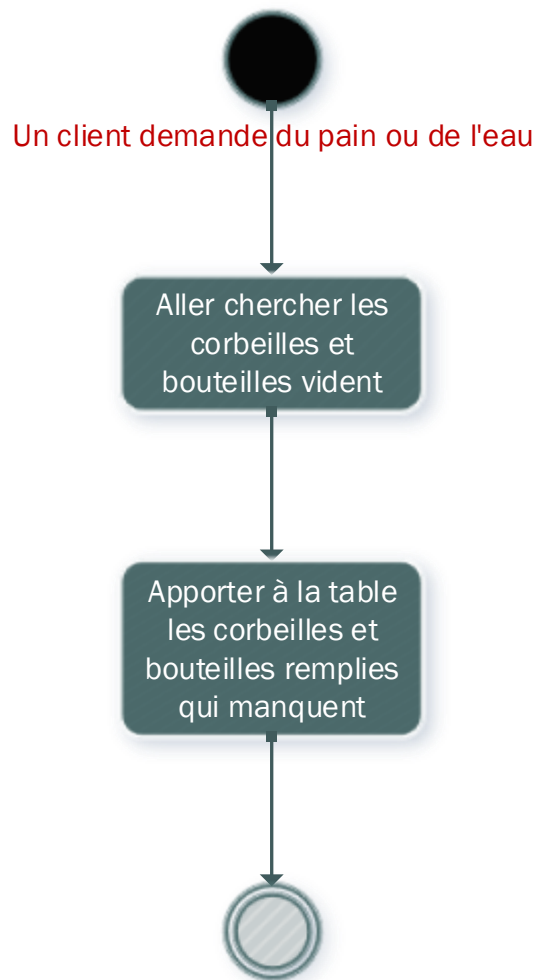 Un client demande du pain ou de l'eau
Aller chercher les
corbeilles et
bouteilles vident
Apporter à la table
les corbeilles et
bouteilles remplies
qui manquent